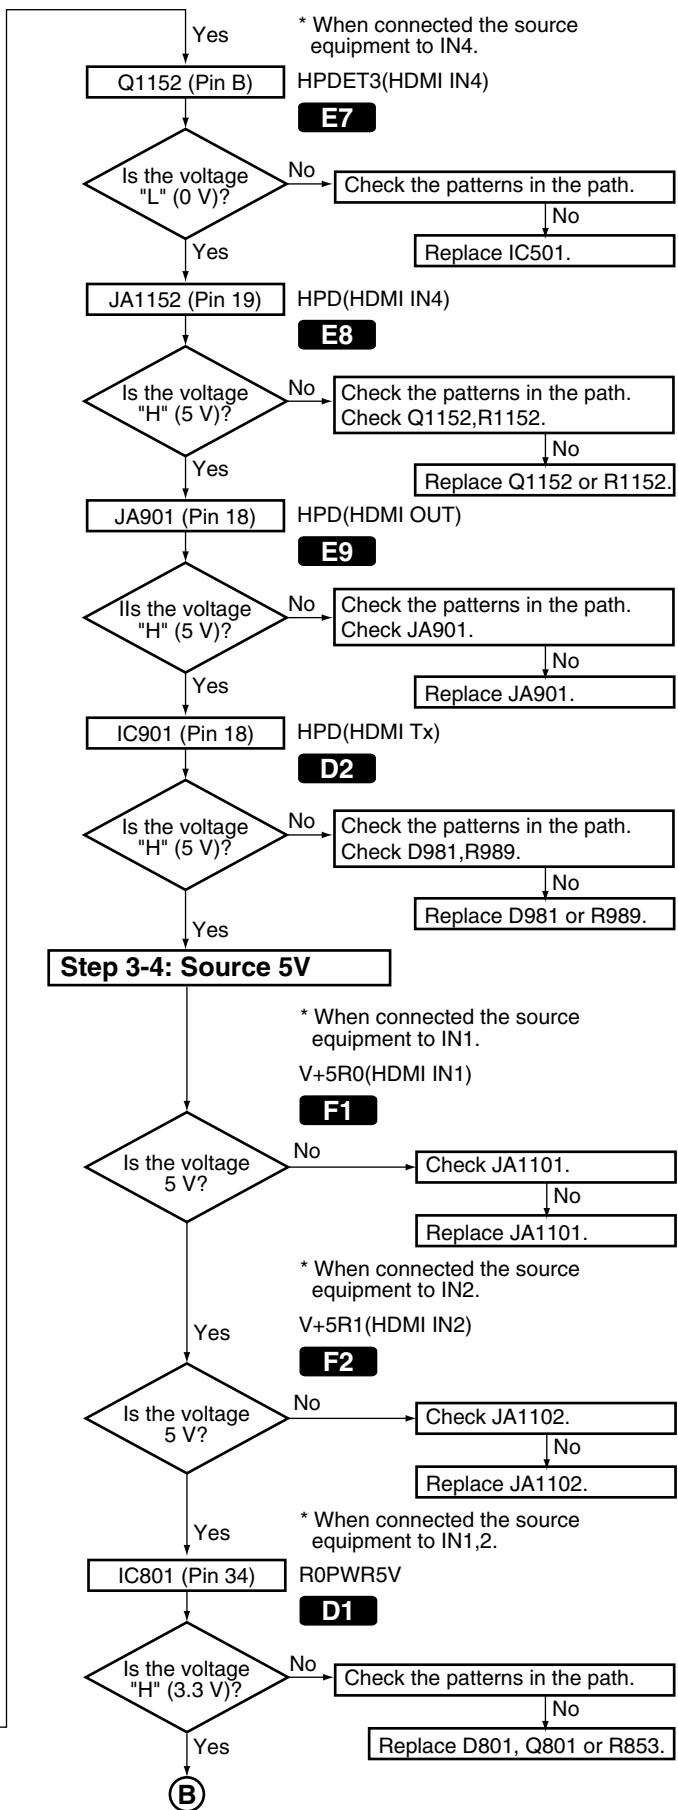 Yes
* When connected the source
equipment to IN4.
Q1152 (Pin B)
HPDET3(HDMI IN4)
E7
Is the voltage
"L" (0 V)?
No
Check the patterns in the path.
No
Replace IC501.
Yes
JA1152 (Pin 19)
HPD(HDMI IN4)
E8
Is the voltage
"H" (5 V)?
No
Check the patterns in the path.
Check Q1152,R1152.
No
Replace Q1152 or R1152.
Yes
JA901 (Pin 18)
HPD(HDMI OUT)
E9
IIs the voltage
"H" (5 V)?
No
Check the patterns in the path.
Check JA901.
No
Replace JA901.
Yes
IC901 (Pin 18)
HPD(HDMI Tx)
D2
Is the voltage
"H" (5 V)?
No
Check the patterns in the path.
Check D981,R989.
No
Replace D981 or R989.
Yes
Step 3-4: Source 5V
* When connected the source
equipment to IN1.
V+5R0(HDMI IN1)
F1
Is the voltage
5 V?
No
Check JA1101.
No
Replace JA1101.
* When connected the source
equipment to IN2.
Yes
V+5R1(HDMI IN2)
F2
Is the voltage
5 V?
No
Check JA1102.
No
Replace JA1102.
* When connected the source
equipment to IN1,2.
Yes
IC801 (Pin 34)
R0PWR5V
D1
Is the voltage
"H" (3.3 V)?
No
Check the patterns in the path.
No
Replace D801, Q801 or R853.
Yes
B